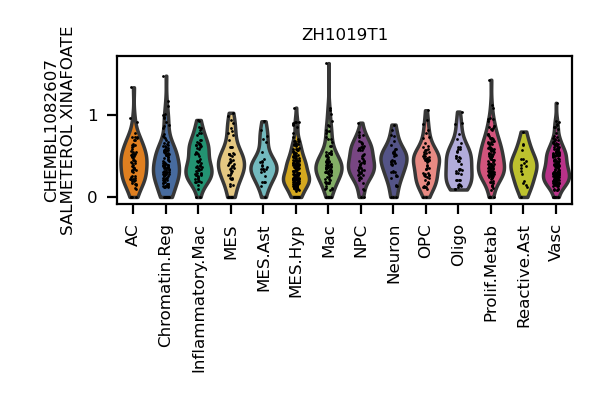 ZH1019T1
CHEMBL1082607
SALMETEROL XINAFOATE
1
0
AC
Chromatin.Reg
Inflammatory.Mac
MES
MES.Ast
MES.Hyp
Mac
NPC
Neuron
OPC
Oligo
Prolif.Metab
Reactive.Ast
Vasc